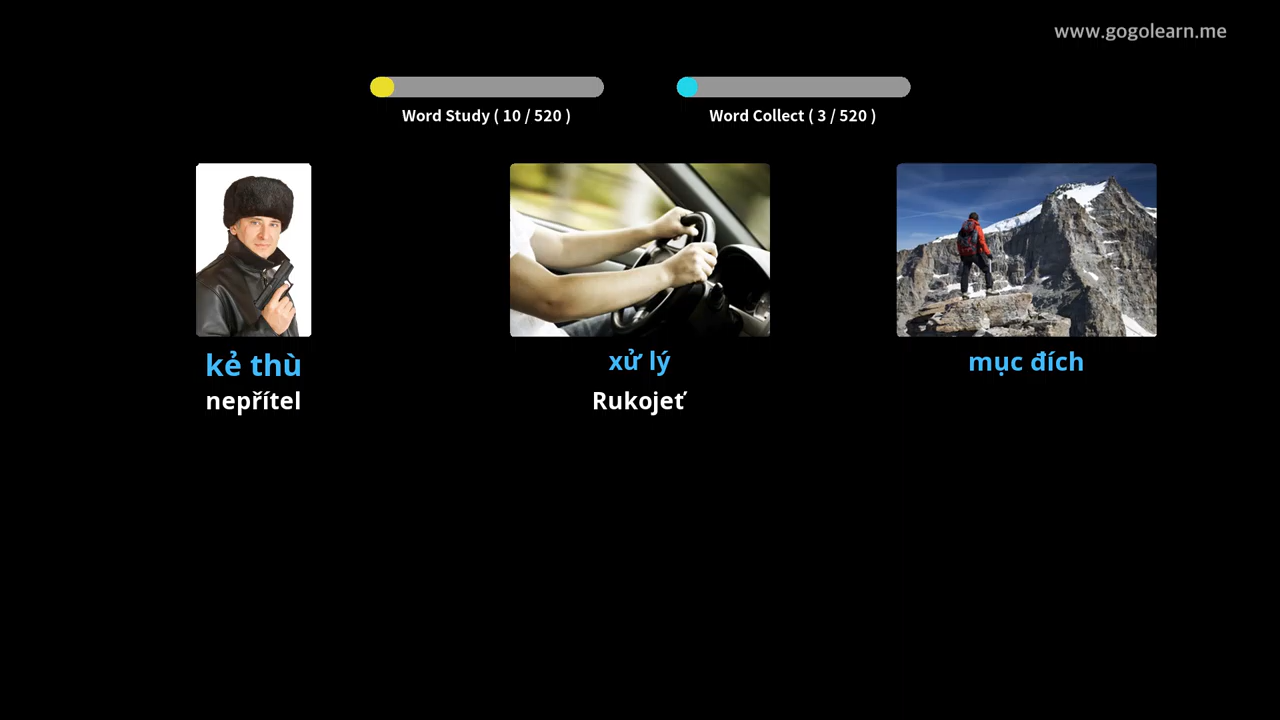 www.gogolearn.me
Word Study ( 10 / 520 )
Word Collect ( 3 / 520 )
kẻ thù
xử lý
mục đích
nepřítel
Rukojeť